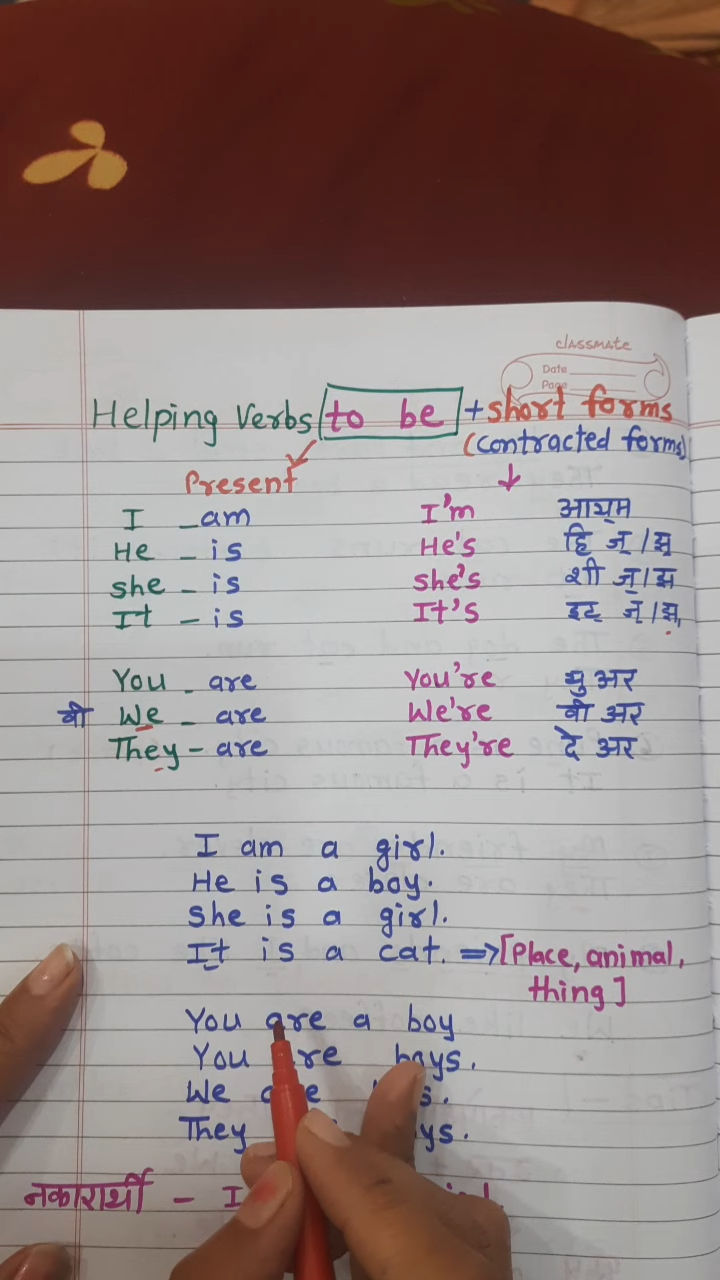 classmate
Date
Page
Helping Verbs to be + short forms
(contracted forms)
Present
I - am I'm आयम
He - is He's हि ज़्/झ्
she - is she's शी ज़्/झ
It - is It's इट ज़्/झ्
You - are You're यु अर
वी We - are We're वी अर
They - are They're दे अर
I am a girl.
He is a boy.
She is a girl.
It is a cat. ⇒ [Place, animal,
thing]
You are a boy
You boys.
We
They
नकारार्थी - I